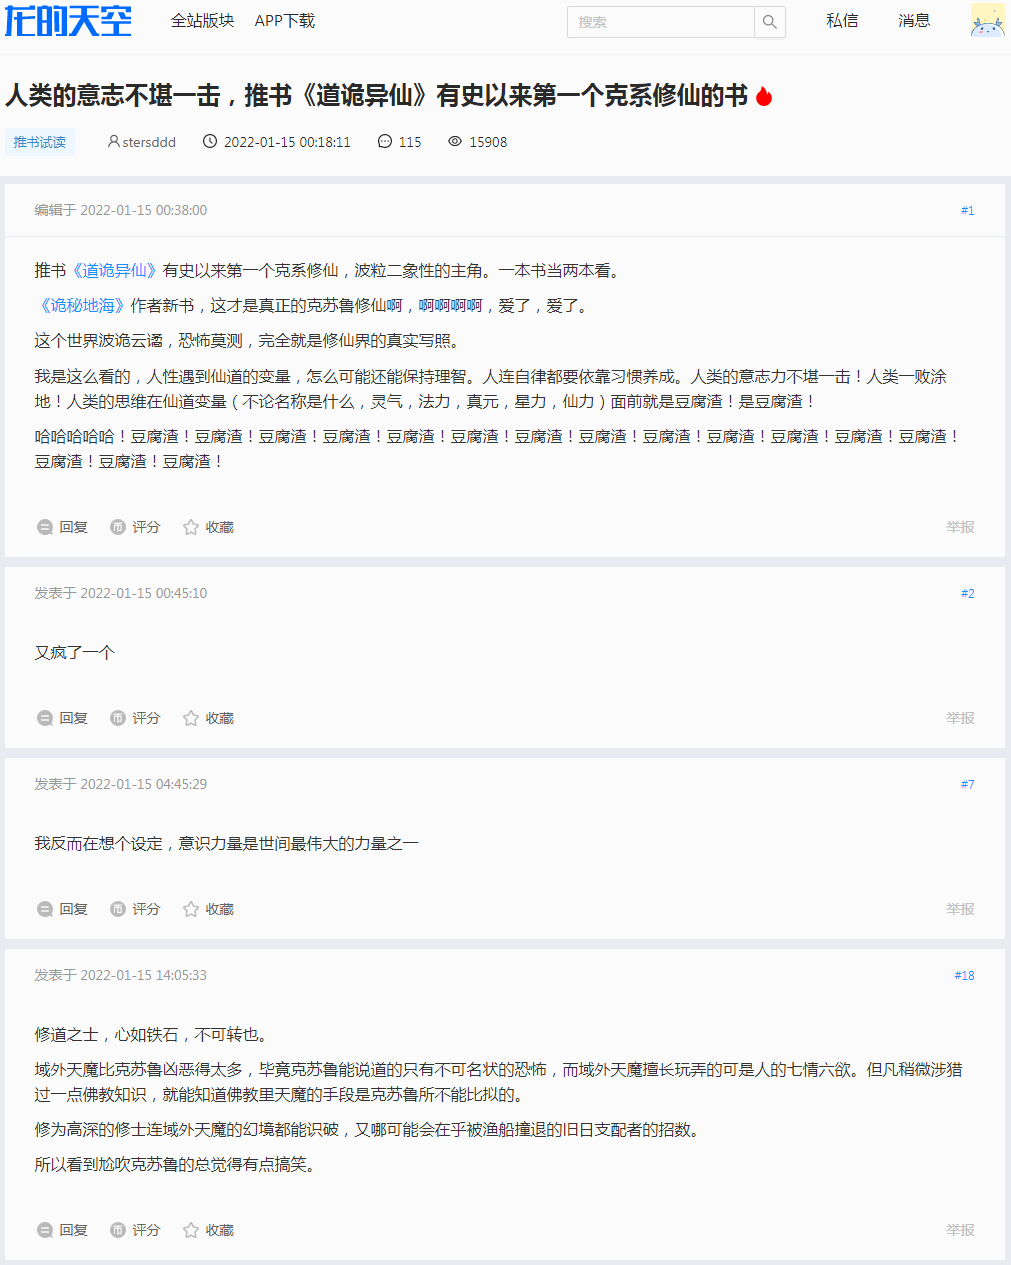 龙的天空 全站版块 APP下载 搜索 私信 消息
人类的意志不堪一击，推书《道诡异仙》有史以来第一个克系修仙的书
推书试读 stersddd 2022-01-15 00:18:11 115 15908
编辑于 2022-01-15 00:38:00 #1
推书《道诡异仙》有史以来第一个克系修仙，波粒二象性的主角。一本书当两本看。
《诡秘地海》作者新书，这才是真正的克苏鲁修仙啊，啊啊啊啊，爱了，爱了。
这个世界波诡云谲，恐怖莫测，完全就是修仙界的真实写照。
我是这么看的，人性遇到仙道的变量，怎么可能还能保持理智。人连自律都要依靠习惯养成。人类的意志力不堪一击！人类一败涂
地！人类的思维在仙道变量（不论名称是什么，灵气，法力，真元，星力，仙力）面前就是豆腐渣！是豆腐渣！
哈哈哈哈哈！豆腐渣！豆腐渣！豆腐渣！豆腐渣！豆腐渣！豆腐渣！豆腐渣！豆腐渣！豆腐渣！豆腐渣！豆腐渣！豆腐渣！豆腐渣！
豆腐渣！豆腐渣！豆腐渣！
回复 评分 收藏 举报
发表于 2022-01-15 00:45:10 #2
又疯了一个
回复 评分 收藏 举报
发表于 2022-01-15 04:45:29 #7
我反而在想个设定，意识力量是世间最伟大的力量之一
回复 评分 收藏 举报
发表于 2022-01-15 14:05:33 #18
修道之士，心如铁石，不可转也。
域外天魔比克苏鲁凶恶得太多，毕竟克苏鲁能说道的只有不可名状的恐怖，而域外天魔擅长玩弄的可是人的七情六欲。但凡稍微涉猎
过一点佛教知识，就能知道佛教里天魔的手段是克苏鲁所不能比拟的。
修为高深的修士连域外天魔的幻境都能识破，又哪可能会在乎被渔船撞退的旧日支配者的招数。
所以看到尬吹克苏鲁的总觉得有点搞笑。
回复 评分 收藏 举报